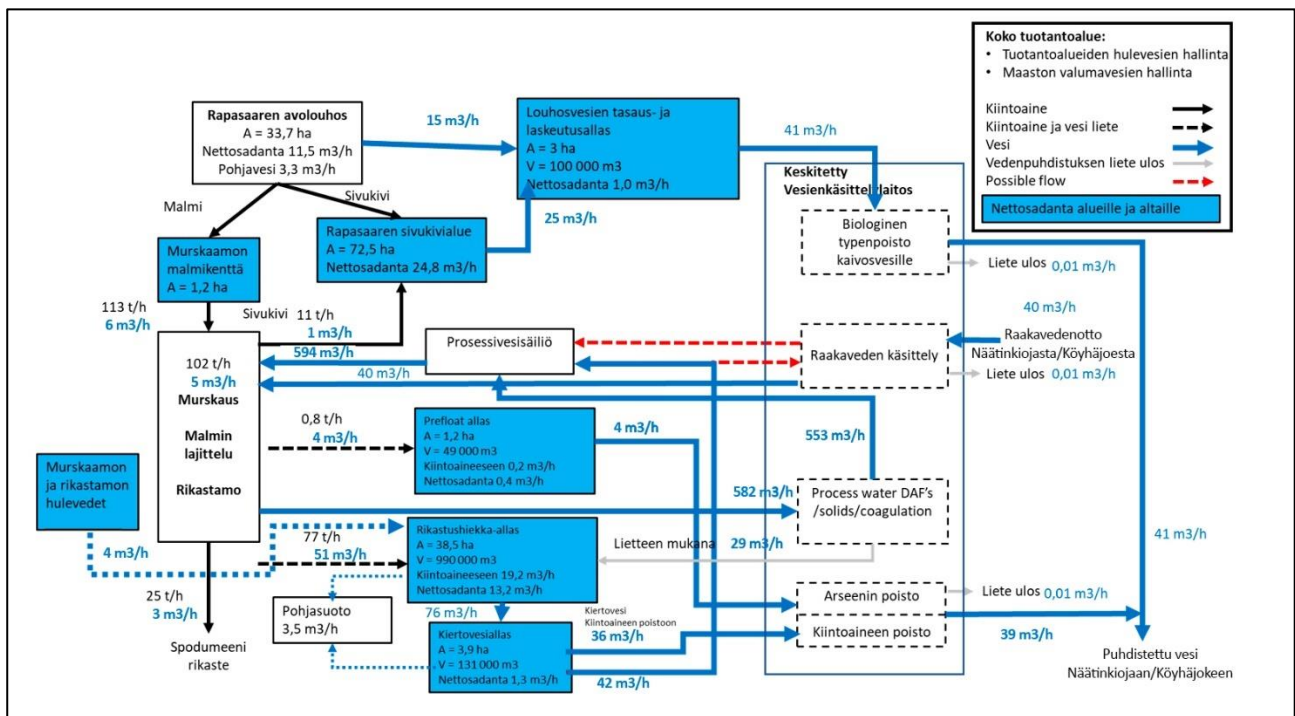 Koko tuotantoalue:
• Tuotantoalueiden hulevesien hallinta
• Maaston valumavesien hallinta
Kiintoaine
Kiintoaine ja vesi liete
Vesi
Vedenpuhdistuksen liete ulos
Possible flow
Nettosadanta alueille ja altaille
Rapasaaren avolouhos
A = 33,7 ha
Nettosadanta 11,5 m3/h
Pohjavesi 3,3 m3/h
15 m3/h
Louhosvesien tasaus- ja
laskeutusallas
A = 3 ha
V = 100 000 m3
Nettosadanta 1,0 m3/h
41 m3/h
Malmi
Sivukivi
25 m3/h
Murskaamon
malmikenttä
A = 1,2 ha
Rapasaaren sivukivialue
A = 72,5 ha
Nettosadanta 24,8 m3/h
Keskitetty
Vesienkäsittelylaitos
Biologinen
typenpoisto
kaivosvesille
Liete ulos 0,01 m3/h
113 t/h
6 m3/h
Sivukivi
11 t/h
1 m3/h
594 m3/h
40 m3/h
Prosessivesisäiliö
Raakaveden käsittely
40 m3/h
Raakavedenotto
Näätinkiojasta/Köyhäjoesta
Liete ulos 0,01 m3/h
102 t/h
5 m3/h
Murskaus
Malmin
lajittelu
Rikastamo
0,8 t/h
4 m3/h
Prefloat allas
A = 1,2 ha
V = 49 000 m3
Kiintoaineeseen 0,2 m3/h
Nettosadanta 0,4 m3/h
4 m3/h
553 m3/h
Murskaamon
ja rikastamon
hulevedet
4 m3/h
582 m3/h
Process water DAF's
/solids/coagulation
77 t/h
51 m3/h
Rikastushiekka-allas
A = 38,5 ha
V = 990 000 m3
Kiintoaineeseen 19,2 m3/h
Nettosadanta 13,2 m3/h
Lietteen mukana
29 m3/h
41 m3/h
25 t/h
3 m3/h
Spodumeeni
rikaste
Pohjasuoto
3,5 m3/h
76 m3/h
Kiertovesiallas
A = 3,9 ha
V = 131 000 m3
Nettosadanta 1,3 m3/h
Kiertovesi
Kiintoaineen poistoon
36 m3/h
42 m3/h
Arseenin poisto
Kiintoaineen poisto
Liete ulos 0,01 m3/h
39 m3/h
Puhdistettu vesi
Näätinkiojaan/Köyhäjokeen